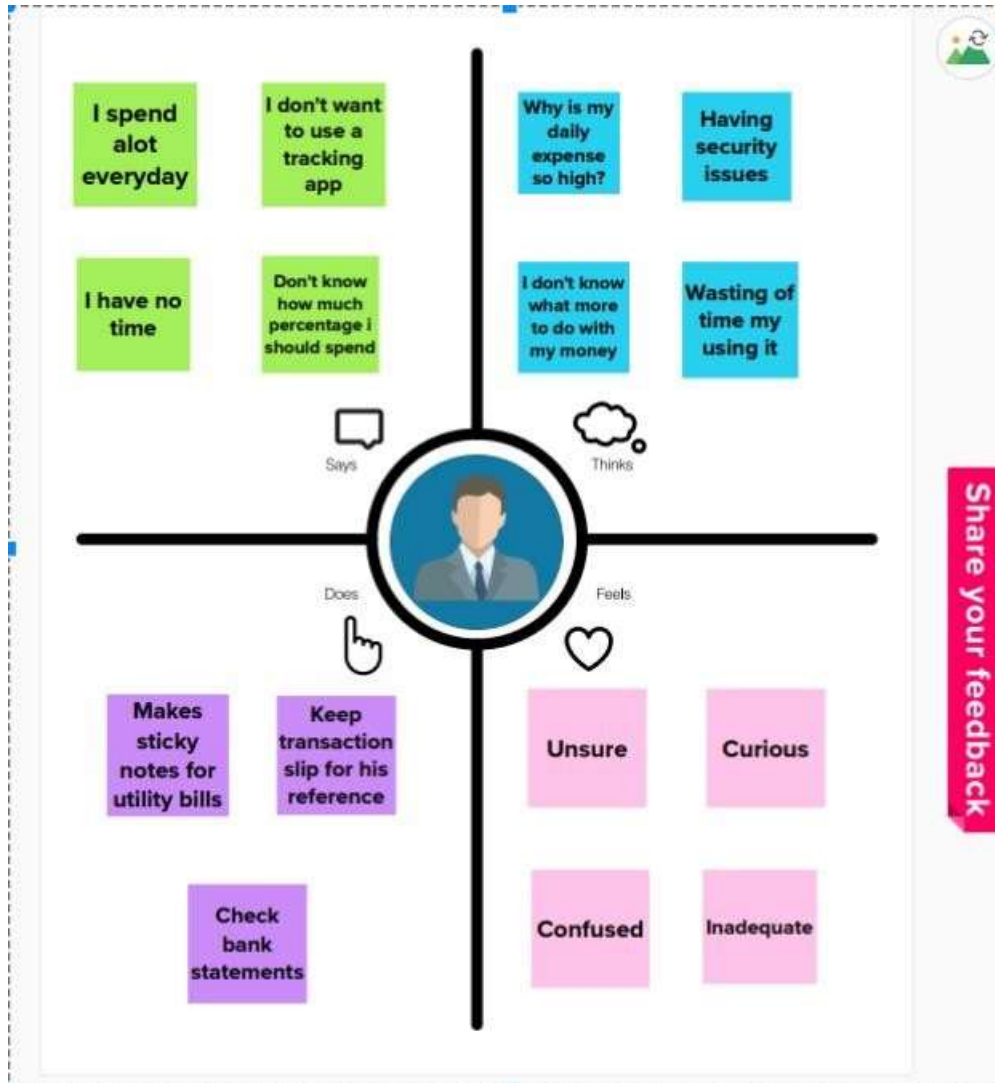 I spend
alot
everyday
I don't want
to use a
tracking
app
I have no
time
Don't know
how much
percentage i
should spend
Says
Why is my
daily
expense
so high?
Having
security
issues
I don't know
what more
to do with
my money
Wasting of
time my
using it
Thinks
Does
Makes
sticky
notes for
utility bills
Keep
transaction
slip for his
reference
Check
bank
statements
Feels
Unsure
Curious
Confused
Inadequate
Share your feedback